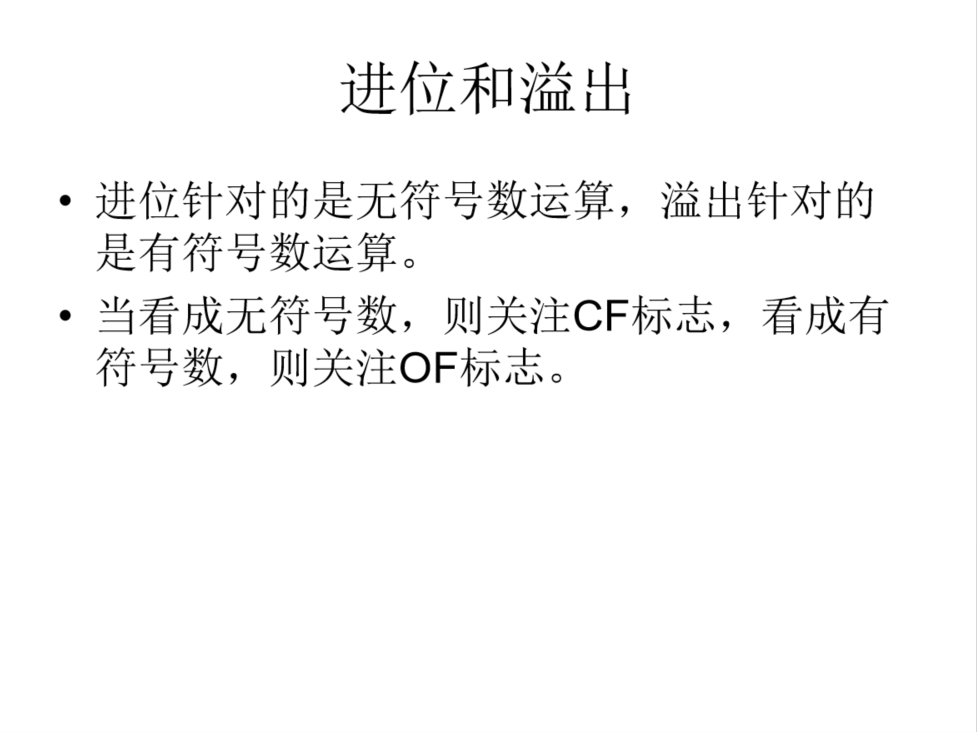 进位和溢出
• 进位针对的是无符号数运算，溢出针对的
是有符号数运算。
• 当看成无符号数，则关注CF标志，看成有
符号数，则关注OF标志。